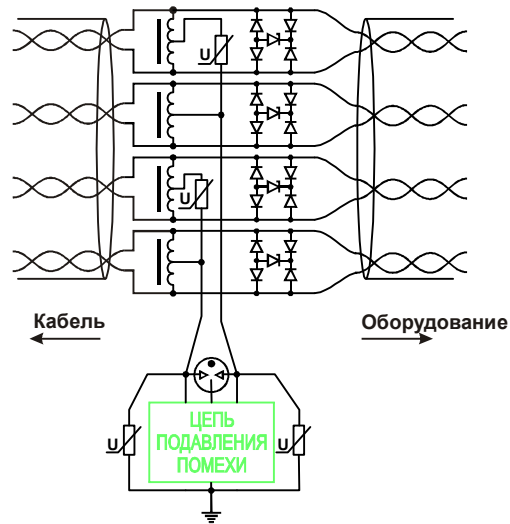 U
U
Кабель
Оборудование
ЦЕПЬ
ПОДАВЛЕНИЯ
ПОМЕХИ
U
U